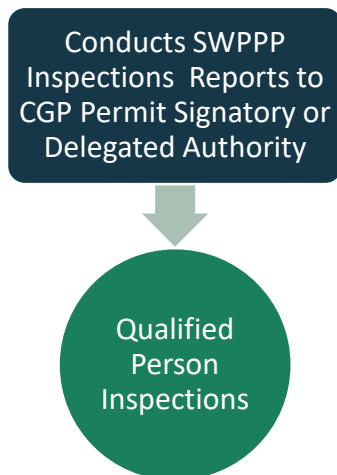 Conducts SWPPP
Inspections  Reports to
CGP Permit Signatory or
Delegated Authority
Qualified
Person
Inspections